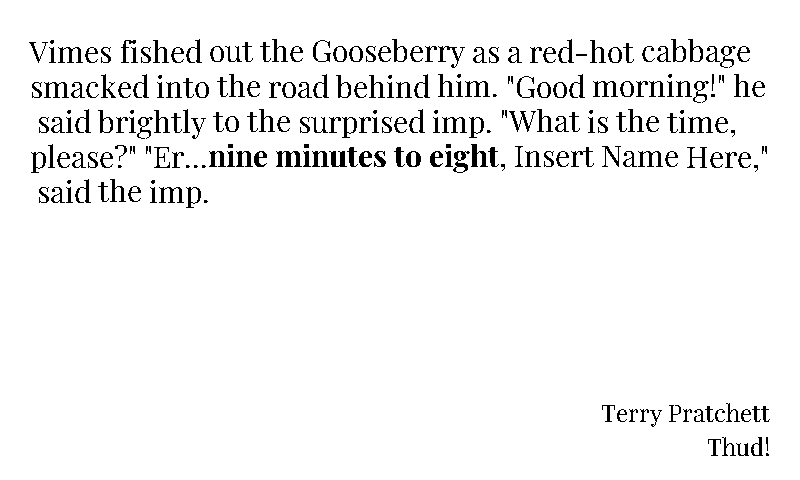 Vimes fished out the Gooseberry as a red-hot cabbage
smacked into the road behind him. "Good morning!" he
said brightly to the surprised imp. "What is the time,
please?" "Er...nine minutes to eight, Insert Name Here,"
said the imp.
Terry Pratchett
Thud!